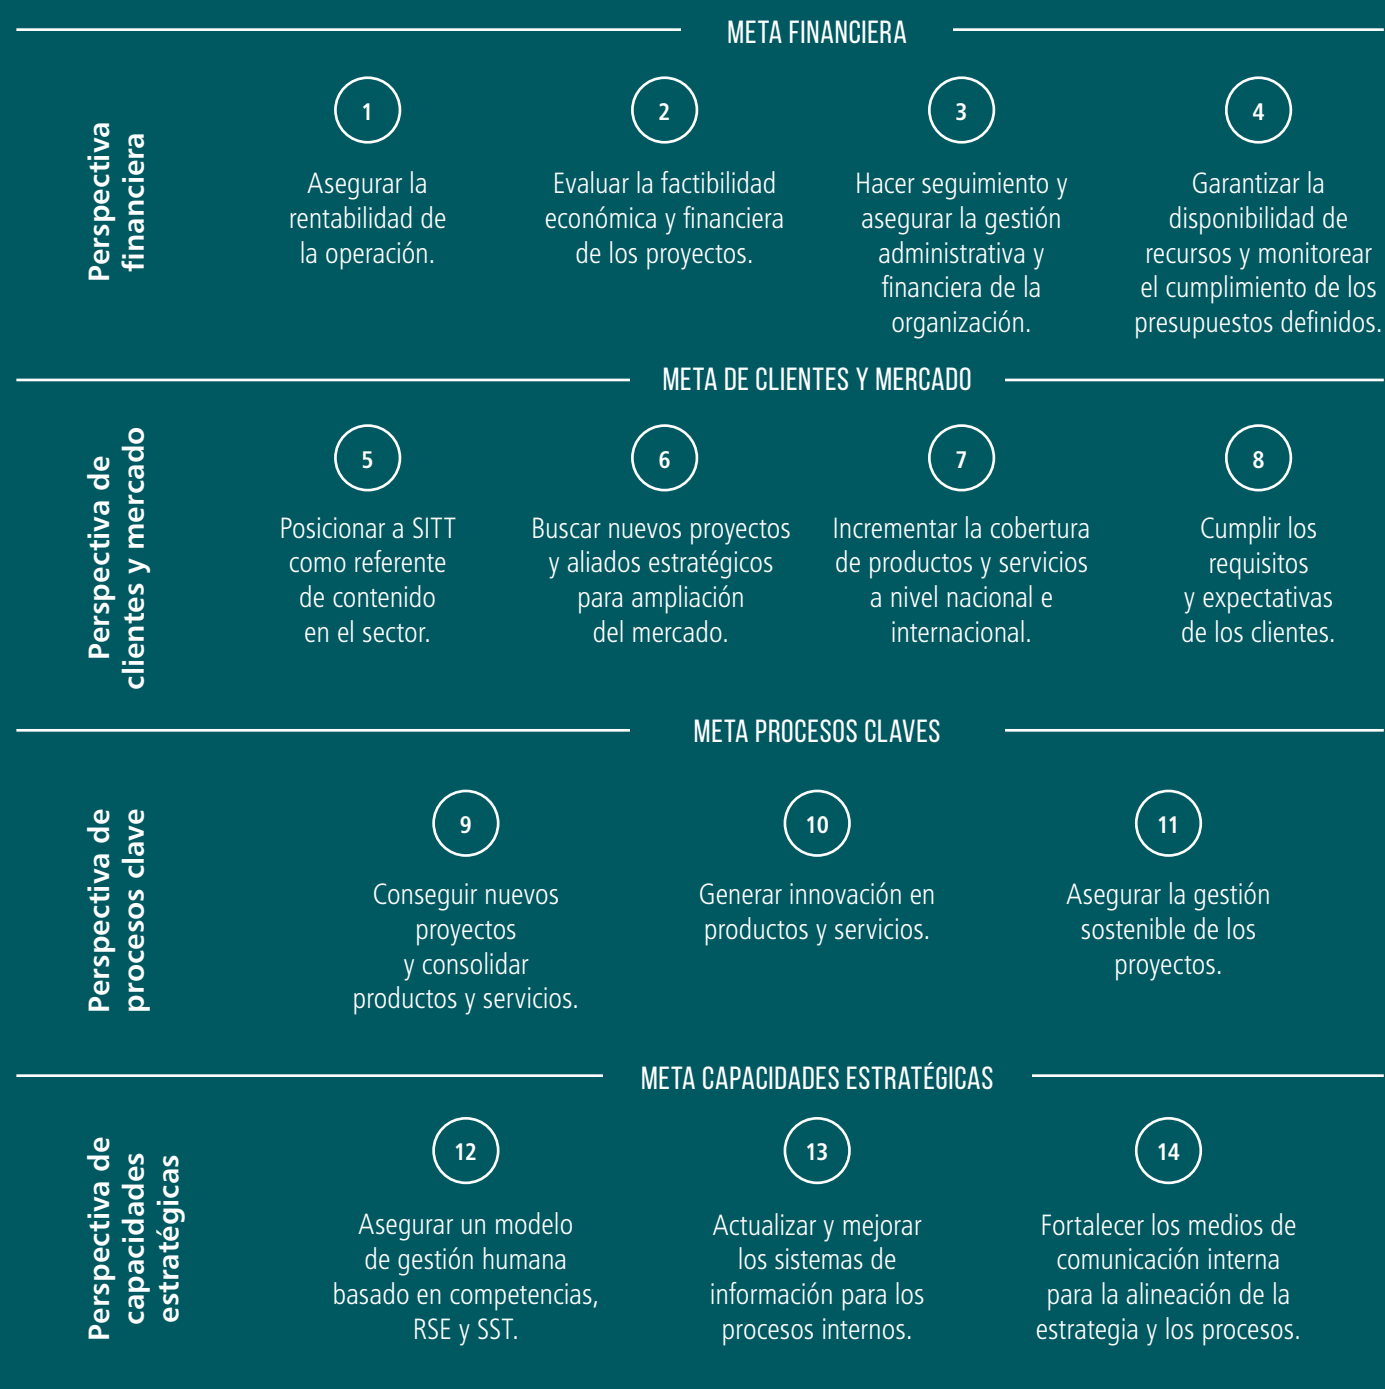 META FINANCIERA
Perspectiva
financiera
1
Asegurar la
rentabilidad de
la operación.
2
Evaluar la factibilidad
económica y financiera
de los proyectos.
3
Hacer seguimiento y
asegurar la gestión
administrativa y
financiera de la
organización.
4
Garantizar la
disponibilidad de
recursos y monitorear
el cumplimiento de los
presupuestos definidos.
META DE CLIENTES Y MERCADO
Perspectiva de
clientes y mercado
5
Posicionar a SITT
como referente
de contenido
en el sector.
6
Buscar nuevos proyectos
y aliados estratégicos
para ampliación
del mercado.
7
Incrementar la cobertura
de productos y servicios
a nivel nacional e
internacional.
8
Cumplir los
requisitos
y expectativas
de los clientes.
META PROCESOS CLAVES
Perspectiva de
procesos clave
9
Conseguir nuevos
proyectos
y consolidar
productos y servicios.
10
Generar innovación en
productos y servicios.
11
Asegurar la gestión
sostenible de los
proyectos.
META CAPACIDADES ESTRATÉGICAS
Perspectiva de
capacidades
estratégicas
12
Asegurar un modelo
de gestión humana
basado en competencias,
RSE y SST.
13
Actualizar y mejorar
los sistemas de
información para los
procesos internos.
14
Fortalecer los medios de
comunicación interna
para la alineación de la
estrategia y los procesos.